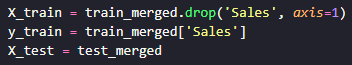 X_train = train_merged.drop('Sales', axis=1)
y_train = train_merged['Sales']
X_test = test_merged